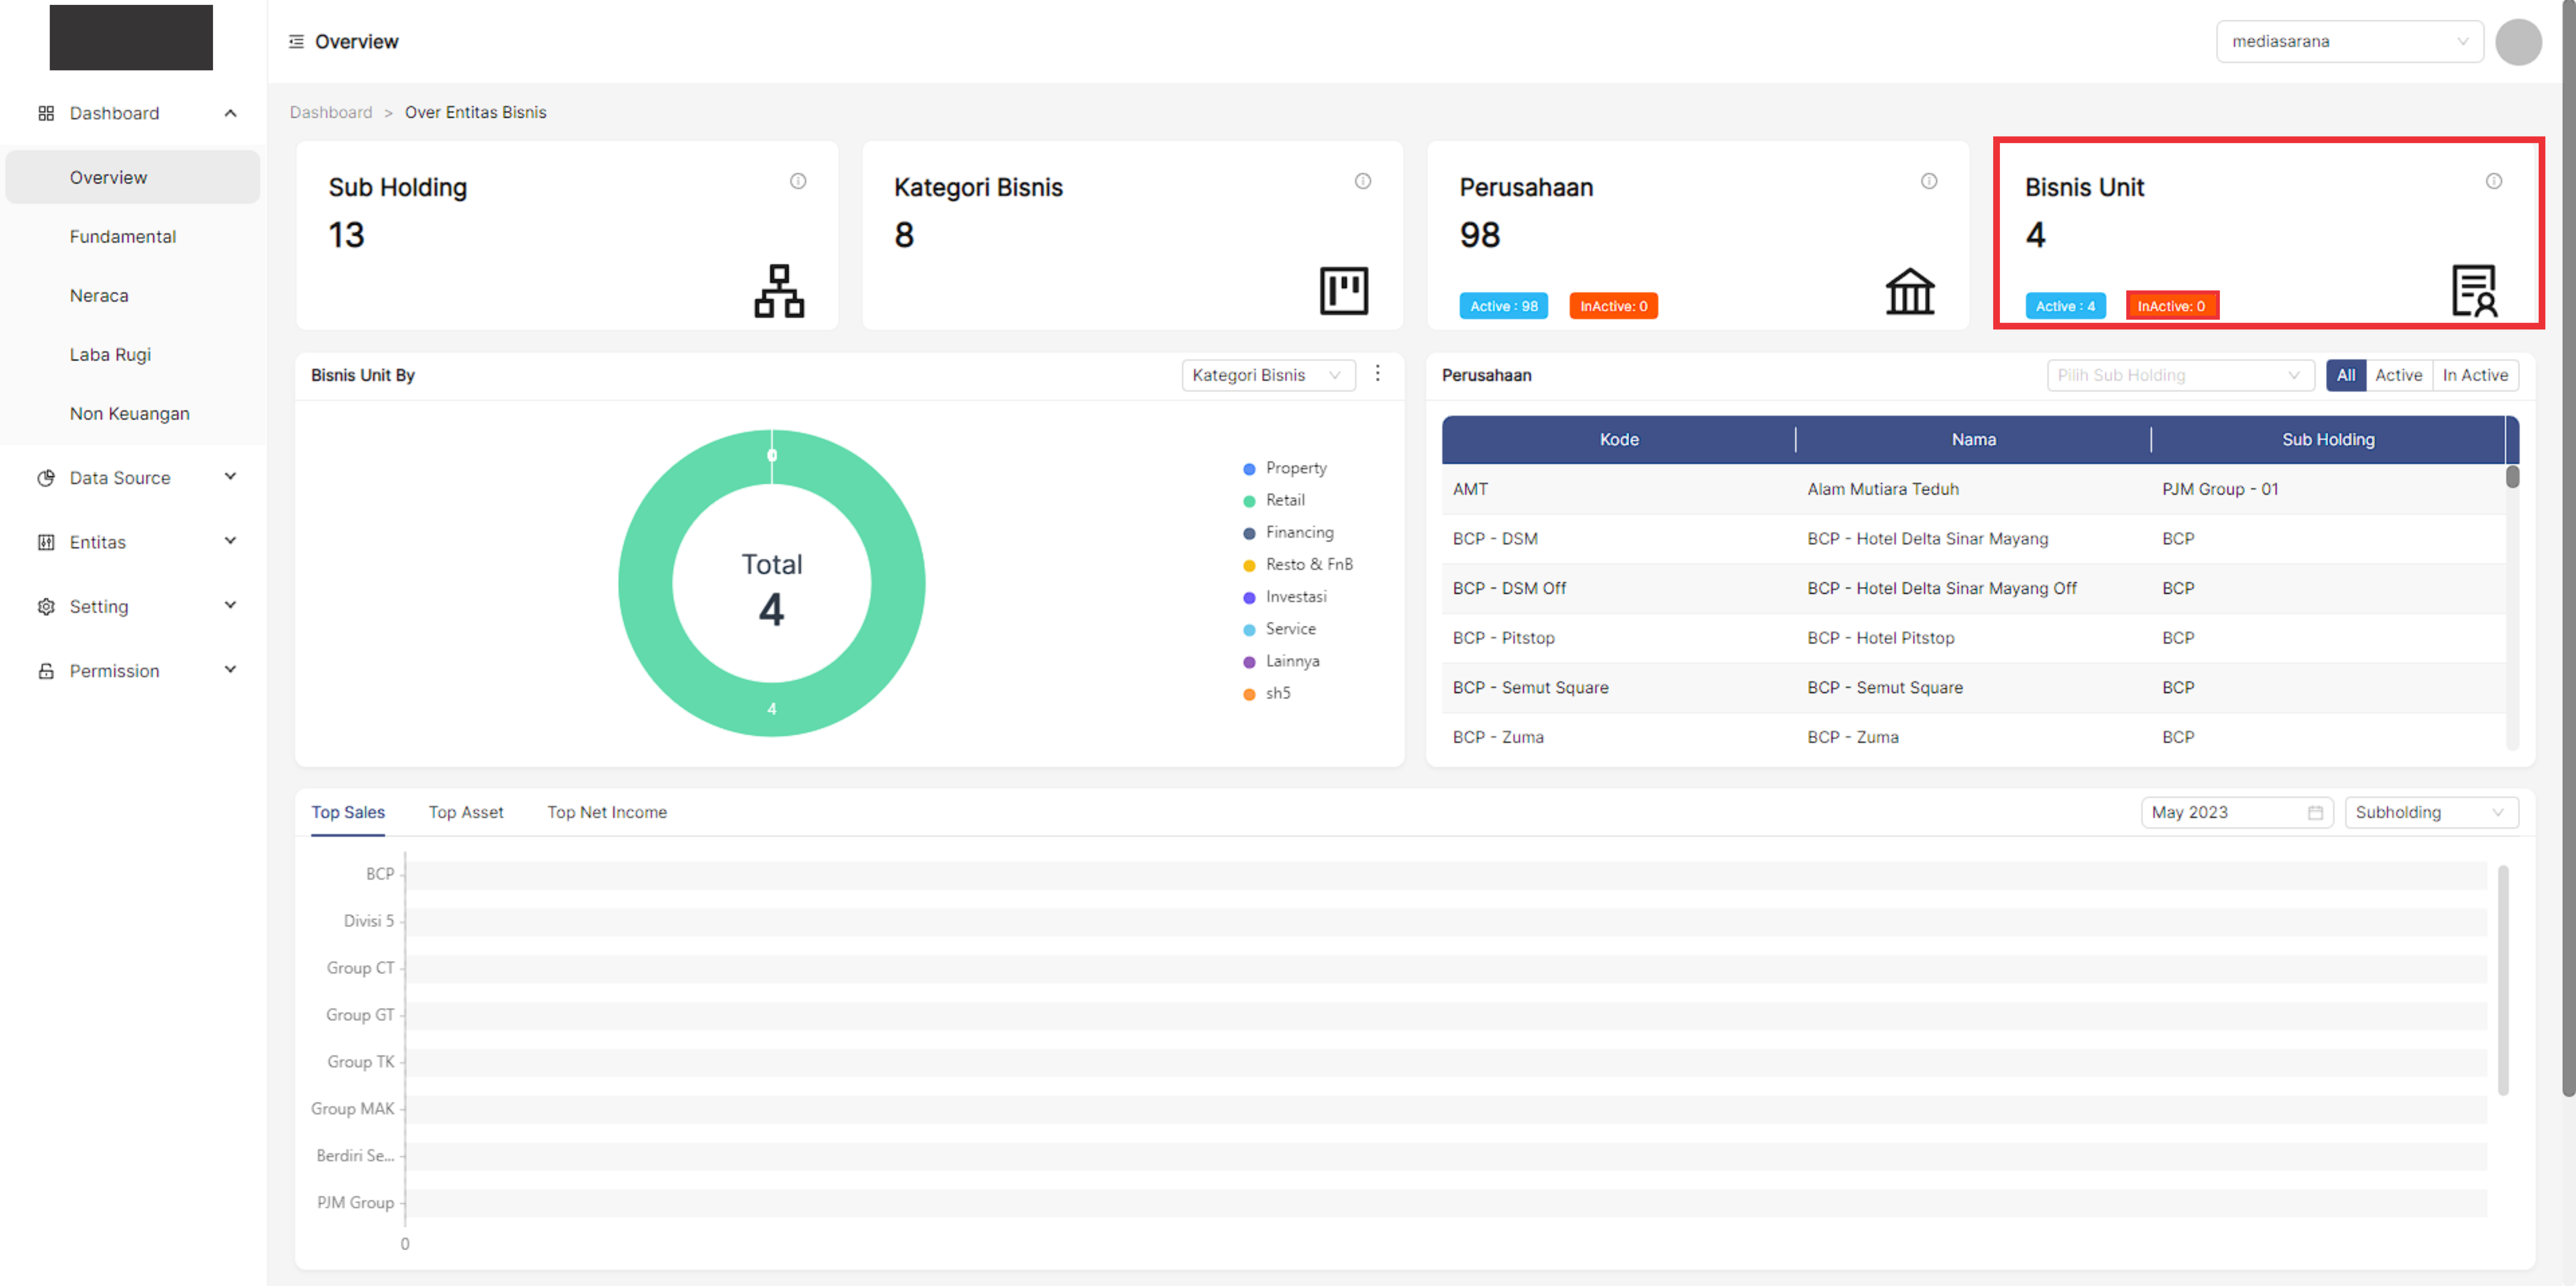 Overview
mediasarana
Dashboard
Overview
Fundamental
Neraca
Laba Rugi
Non Keuangan
Data Source
Entitas
Setting
Permission
Dashboard > Over Entitas Bisnis
Sub Holding
13
Kategori Bisnis
8
Perusahaan
98
Active : 98 InActive: 0
Bisnis Unit
4
Active : 4 InActive: 0
Bisnis Unit By Kategori Bisnis
0
Total
4
4
Property
Retail
Financing
Resto & FnB
Investasi
Service
Lainnya
sh5
Perusahaan Pilih Sub Holding All Active In Active
Kode Nama Sub Holding
AMT Alam Mutiara Teduh PJM Group - 01
BCP - DSM BCP - Hotel Delta Sinar Mayang BCP
BCP - DSM Off BCP - Hotel Delta Sinar Mayang Off BCP
BCP - Pitstop BCP - Hotel Pitstop BCP
BCP - Semut Square BCP - Semut Square BCP
BCP - Zuma BCP - Zuma BCP
Top Sales Top Asset Top Net Income May 2023 Subholding
BCP
Divisi 5
Group CT
Group GT
Group TK
Group MAK
Berdiri Se...
PJM Group
0